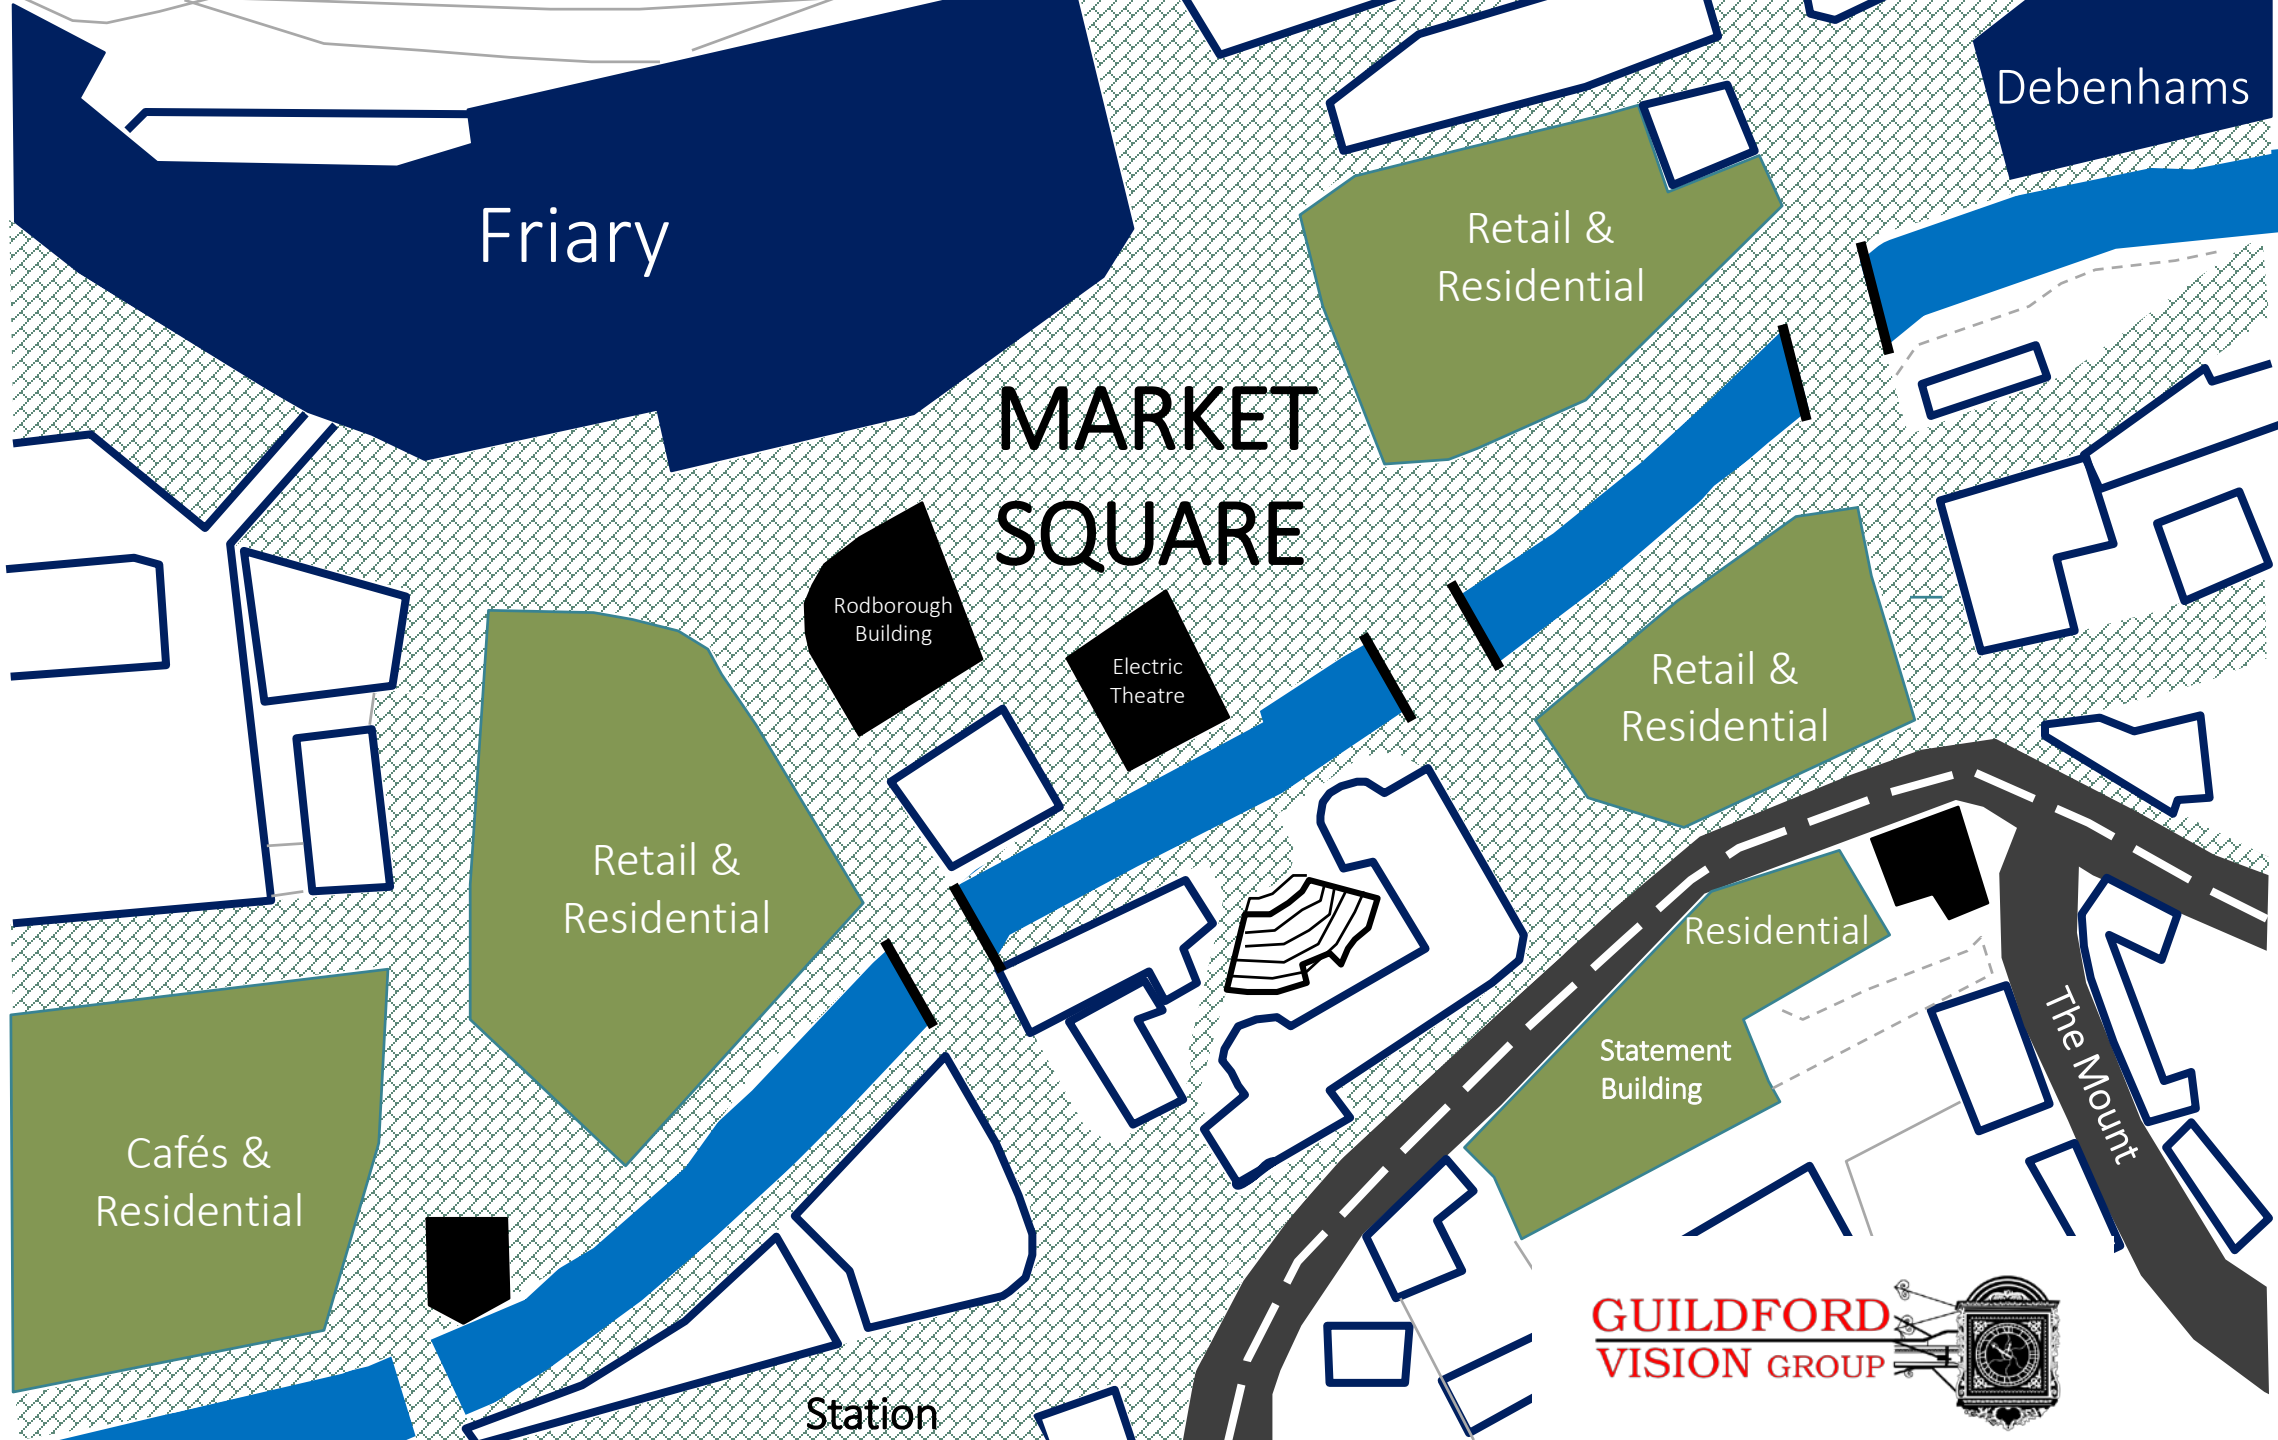 Debenhams
Friary
Retail &
Residential
MARKET
SQUARE
Rodborough
Building
Electric
Theatre
Retail &
Residential
Retail &
Residential
Residential
Statement
Building
The Mount
Cafés &
Residential
Station
GUILDFORD
VISION GROUP